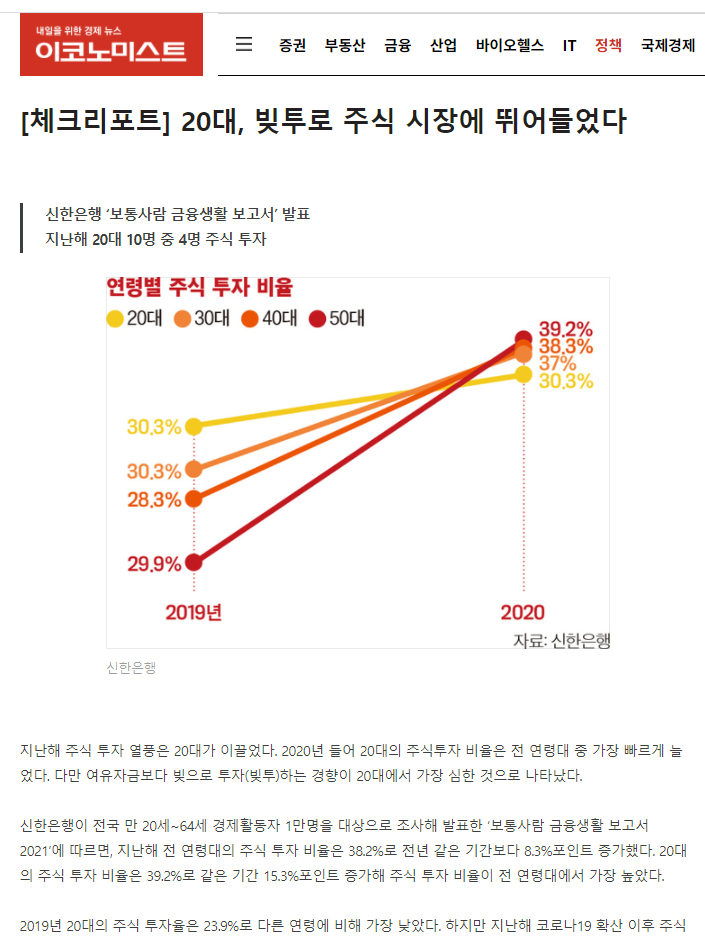 내일을 위한 경제 뉴스
이코노미스트
증권 부동산 금융 산업 바이오헬스 IT 정책 국제경제
[체크리포트] 20대, 빚투로 주식 시장에 뛰어들었다
신한은행 ‘보통사람 금융생활 보고서’ 발표
지난해 20대 10명 중 4명 주식 투자
연령별 주식 투자 비율
20대 30대 40대 50대
39.2%
38.3%
37%
30.3%
30.3%
30.3%
28.3%
29.9%
2019년 2020
자료: 신한은행
신한은행
지난해 주식 투자 열풍은 20대가 이끌었다. 2020년 들어 20대의 주식투자 비율은 전 연령대 중 가장 빠르게 늘
었다. 다만 여유자금보다 빚으로 투자(빚투)하는 경향이 20대에서 가장 심한 것으로 나타났다.
신한은행이 전국 만 20세~64세 경제활동자 1만명을 대상으로 조사해 발표한 ‘보통사람 금융생활 보고서
2021’에 따르면, 지난해 전 연령대의 주식 투자 비율은 38.2%로 전년 같은 기간보다 8.3%포인트 증가했다. 20대
의 주식 투자 비율은 39.2%로 같은 기간 15.3%포인트 증가해 주식 투자 비율이 전 연령대에서 가장 높았다.
2019년 20대의 주식 투자율은 23.9%로 다른 연령에 비해 가장 낮았다. 하지만 지난해 코로나19 확산 이후 주식